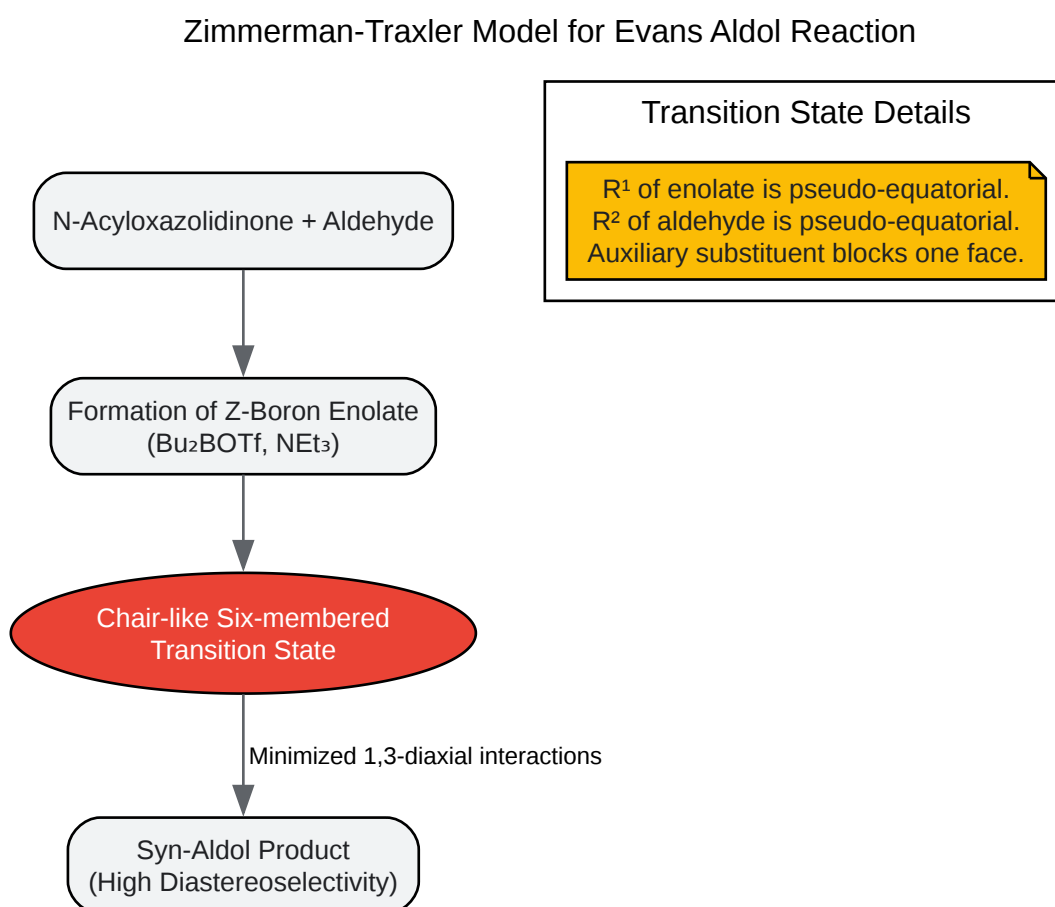 Zimmerman-Traxler Model for Evans Aldol Reaction
Transition State Details
R¹ of enolate is pseudo-equatorial.
R² of aldehyde is pseudo-equatorial.
Auxiliary substituent blocks one face.
N-Acyloxazolidinone + Aldehyde
Formation of Z-Boron Enolate
(Bu₂BOTf, NEt₃)
Chair-like Six-membered
Transition State
Minimized 1,3-diaxial interactions
Syn-Aldol Product
(High Diastereoselectivity)